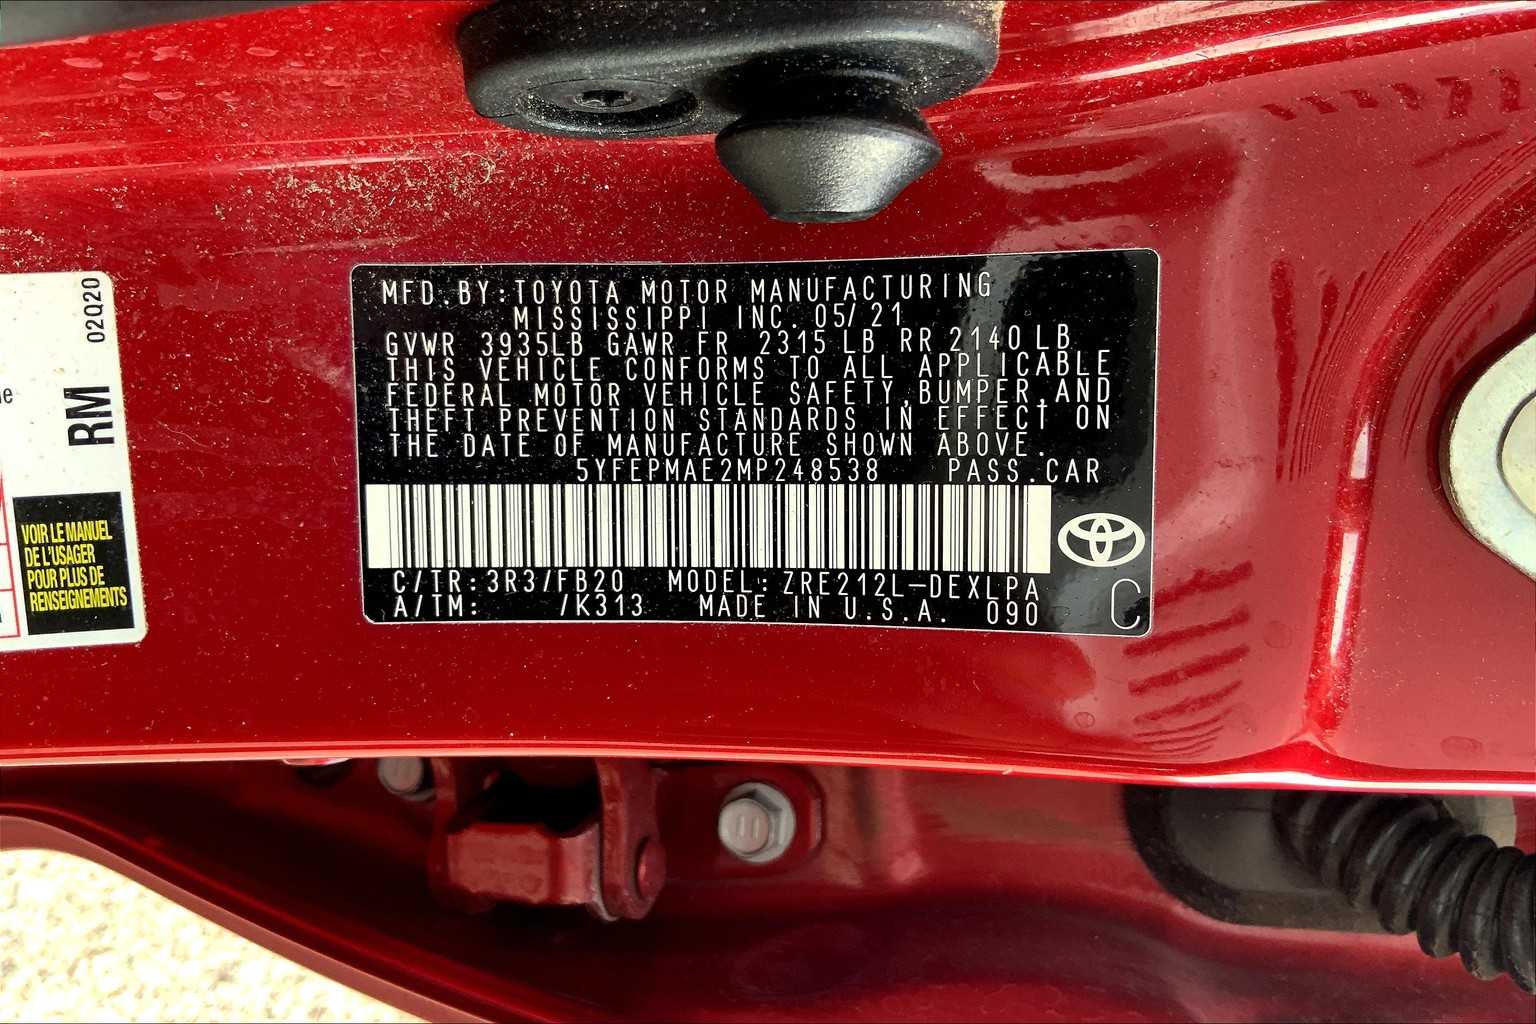 MFD.BY:TOYOTA MOTOR MANUFACTURING
MISSISSIPPI INC. 05/21
GVWR 3935LB GAWR FR 2315 LB RR 2140 LB
THIS VEHICLE CONFORMS TO ALL APPLICABLE
FEDERAL MOTOR VEHICLE SAFETY,BUMPER,AND
THEFT PREVENTION STANDARDS IN EFFECT ON
THE DATE OF MANUFACTURE SHOWN ABOVE.
5YFEPMAE2MP248538 PASS.CAR
C/TR:3R3/FB20 MODEL:ZRE212L-DEXLPA
A/TM: /K313 MADE IN U.S.A. 090
C
02Q20
RM
VOIR LE MANUEL
DE L'USAGER
POUR PLUS DE
RENSEIGNEMENTS